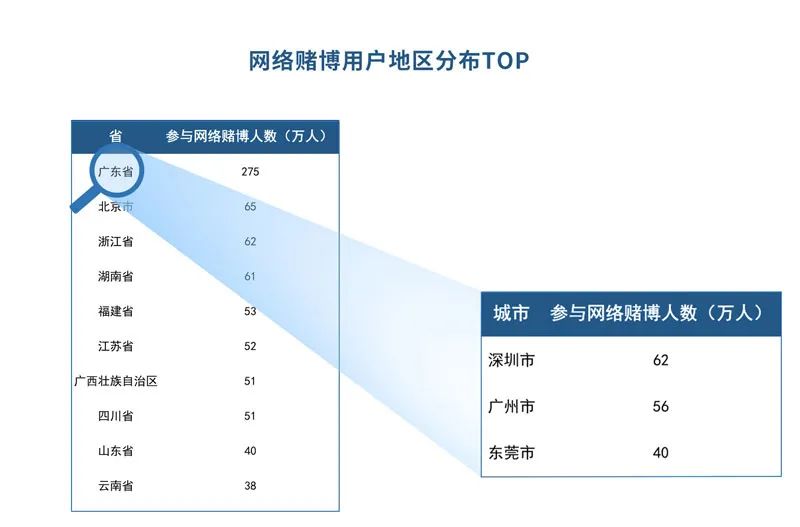 网络赌博用户地区分布TOP
省 参与网络赌博人数（万人）
广东省 275
北京市 65
浙江省 62
湖南省 61
福建省 53
江苏省 52
广西壮族自治区 51
四川省 51
山东省 40
云南省 38
城市 参与网络赌博人数（万人）
深圳市 62
广州市 56
东莞市 40